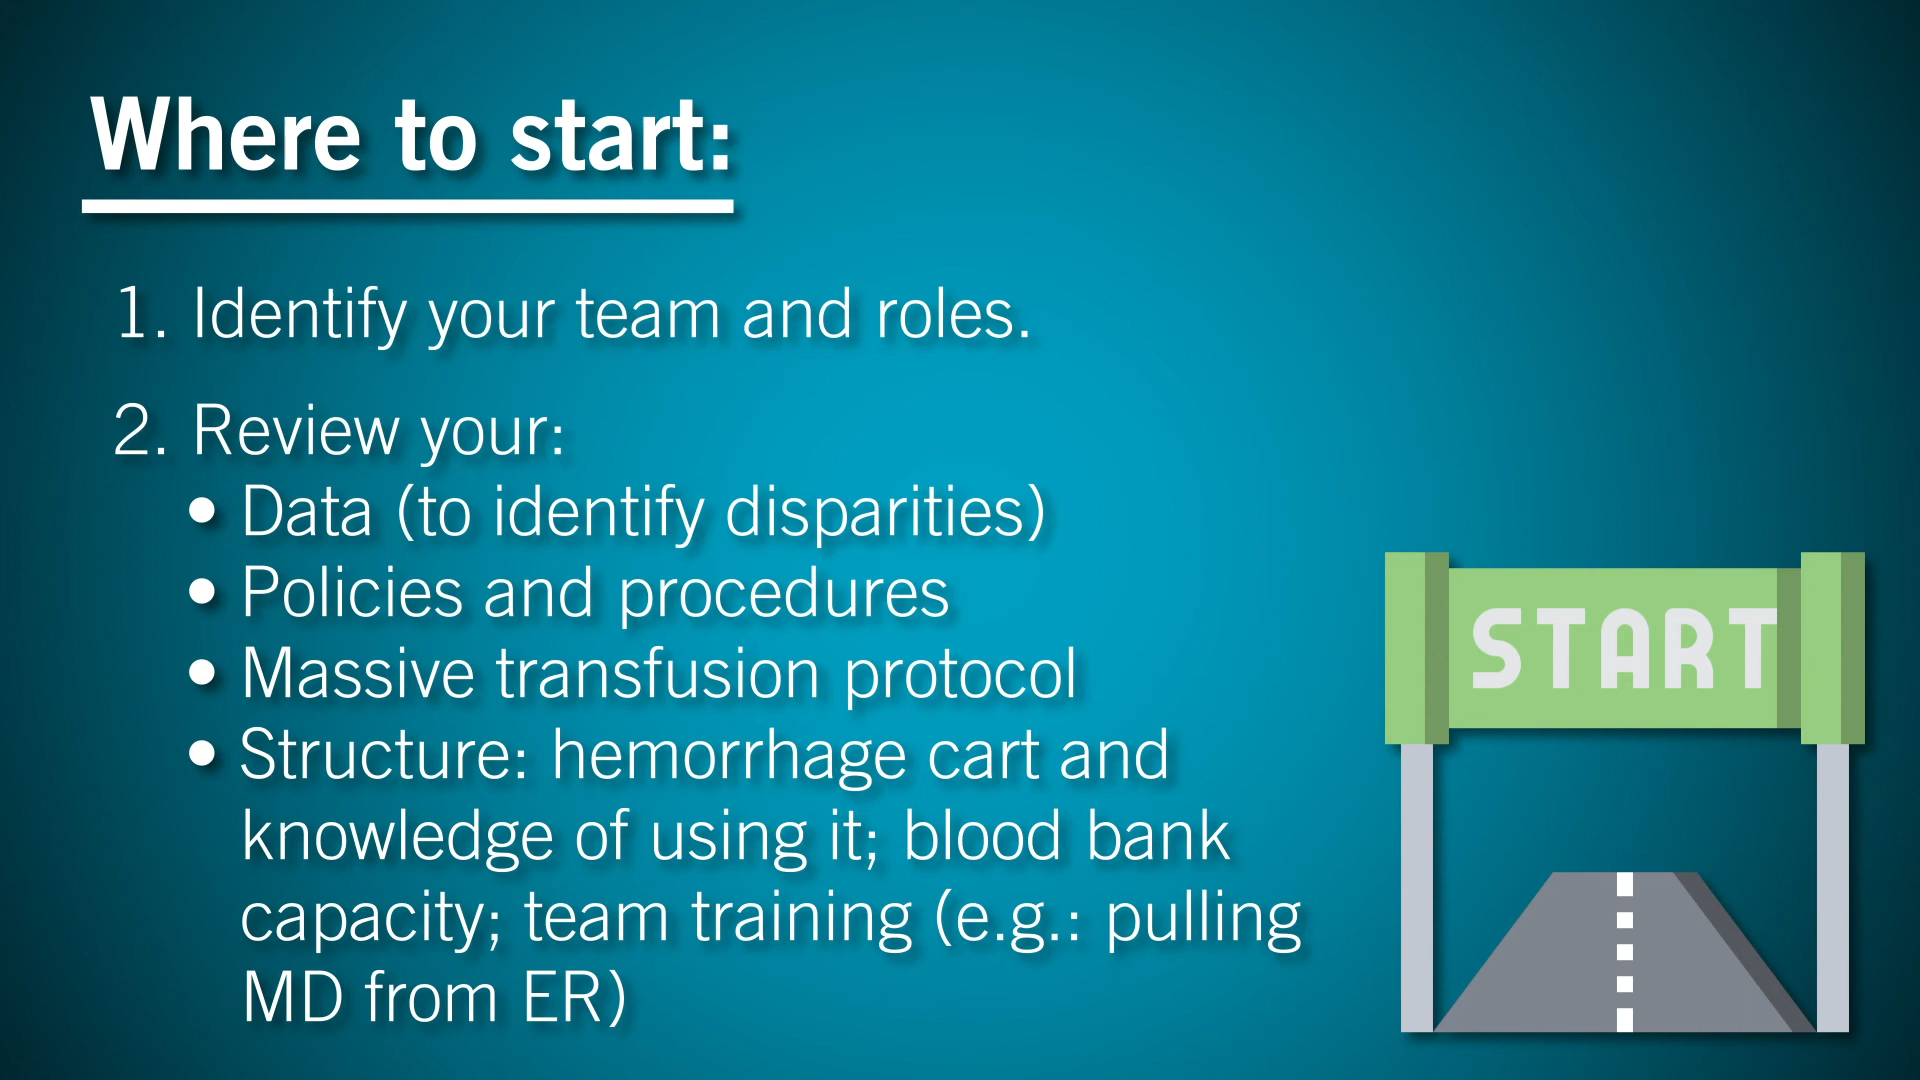 Where to start:
1. Identify your team and roles.
2. Review your:
• Data (to identify disparities)
• Policies and procedures
• Massive transfusion protocol
• Structure: hemorrhage cart and
knowledge of using it; blood bank
capacity; team training (e.g.: pulling
MD from ER)
START